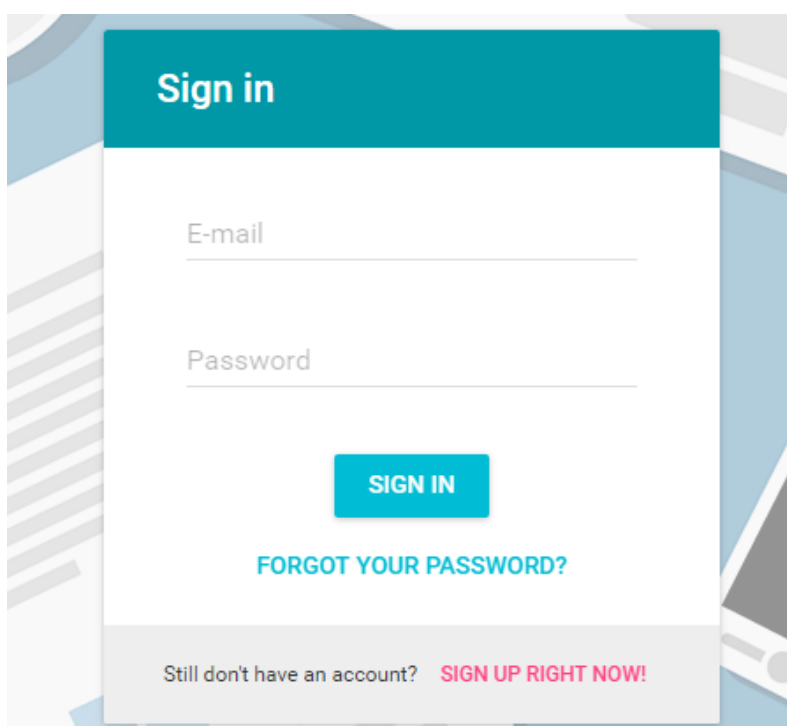 Sign in
E-mail
Password
SIGN IN
FORGOT YOUR PASSWORD?
Still don't have an account? SIGN UP RIGHT NOW!